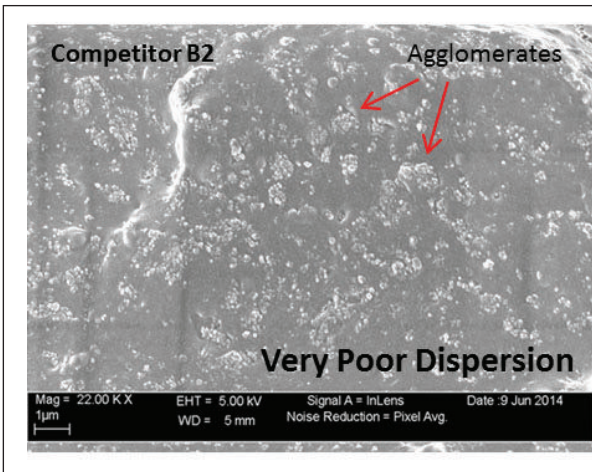 Competitor B2
Agglomerates
Very Poor Dispersion
Mag = 22.00 K X EHT = 5.00 kV Signal A = InLens Date :9 Jun 2014
1µm WD = 5 mm Noise Reduction = Pixel Avg.